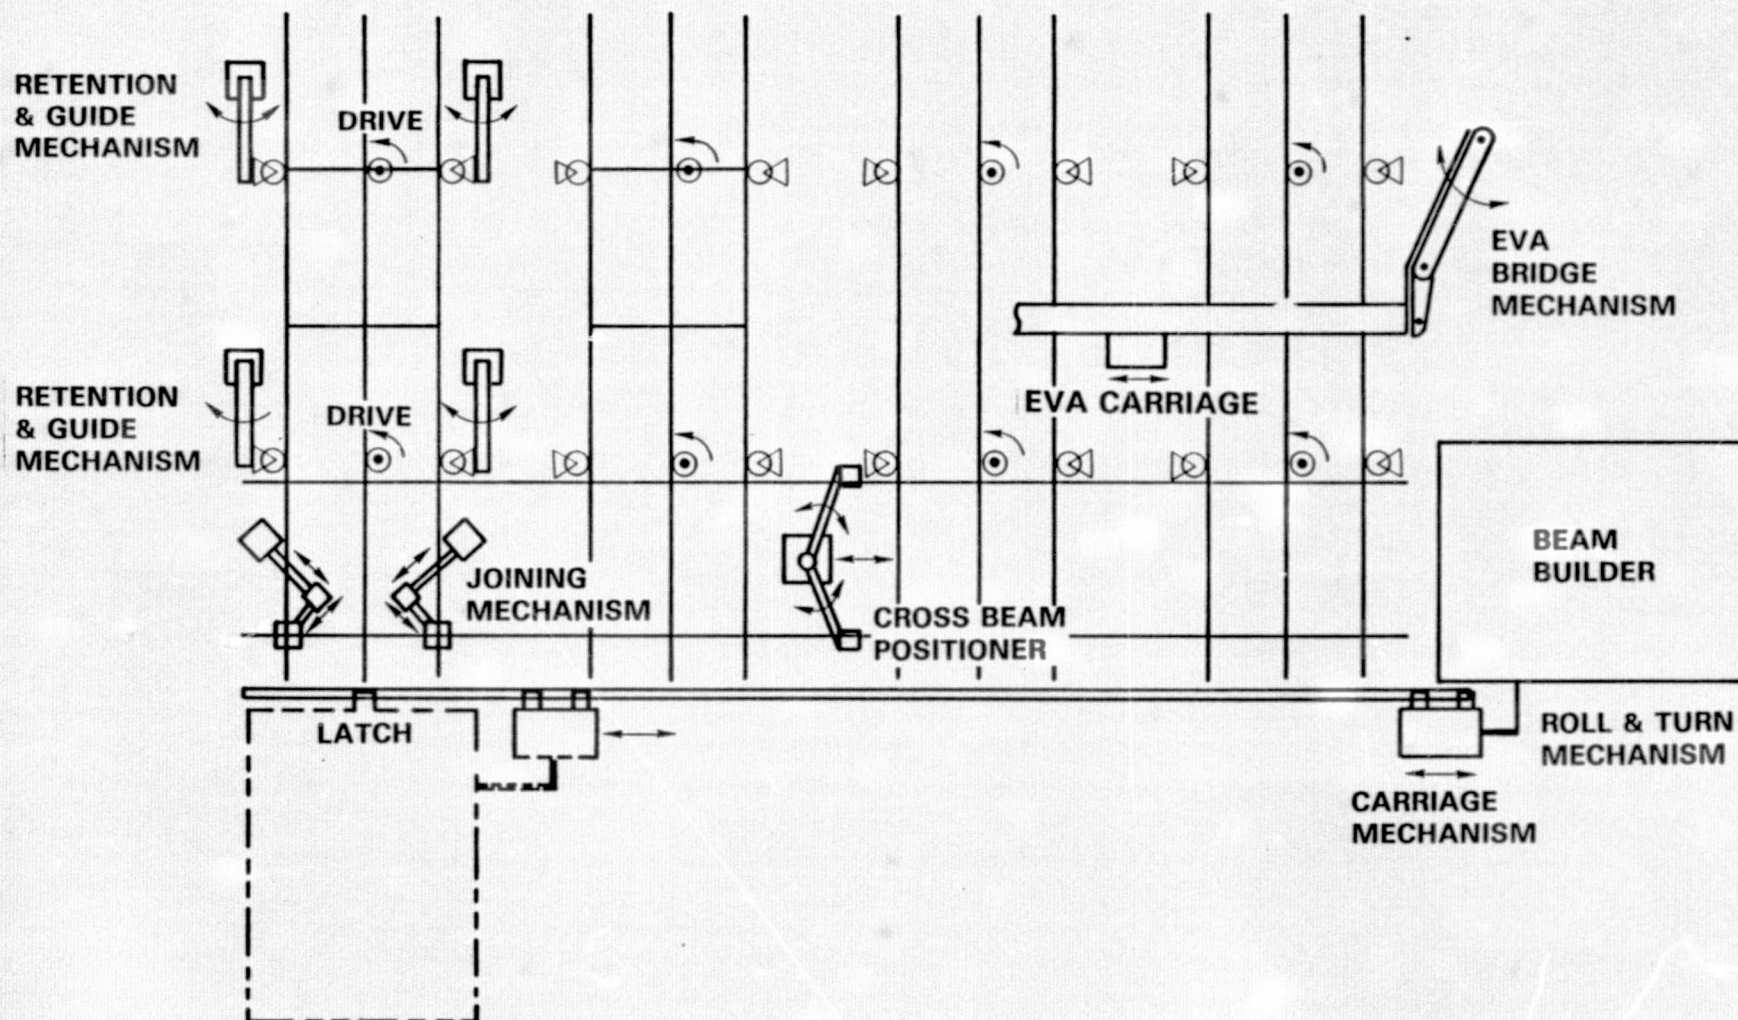 RETENTION
& GUIDE
MECHANISM
DRIVE
EVA
BRIDGE
MECHANISM
RETENTION
& GUIDE
MECHANISM
DRIVE
EVA CARRIAGE
BEAM
BUILDER
JOINING
MECHANISM
CROSS BEAM
POSITIONER
LATCH
ROLL & TURN
MECHANISM
CARRIAGE
MECHANISM